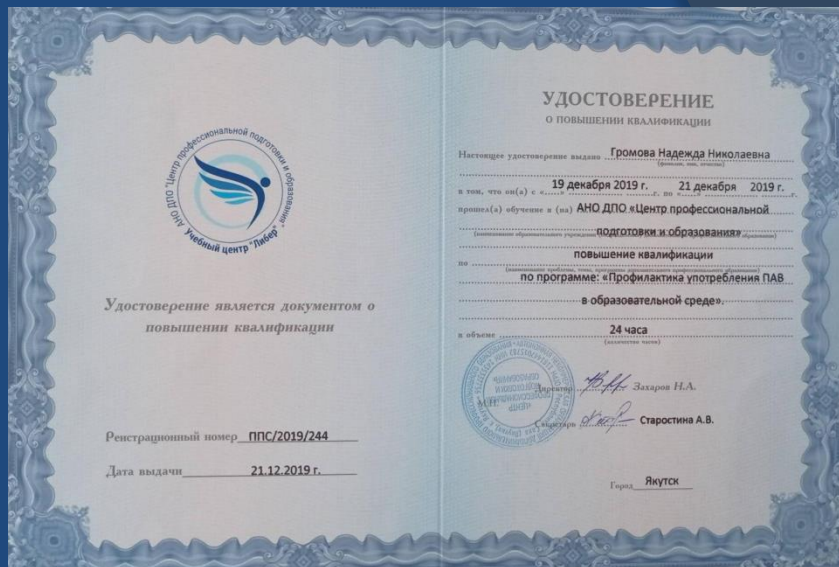 АНО ДПО "Центр профессиональной подготовки и образования"
Учебный центр "Либер"
Удостоверение является документом о
повышении квалификации
Регистрационный номер ППС/2019/244
Дата выдачи 21.12.2019 г.
УДОСТОВЕРЕНИЕ
О ПОВЫШЕНИИ КВАЛИФИКАЦИИ
Настоящее удостоверение выдано Громова Надежда Николаевна
(фамилия, имя, отчество)
в том, что он(а) с «......» 19 декабря 2019 г. г. по «......» 21 декабря 2019 г. г.
прошел(а) обучение в (на) АНО ДПО «Центр профессиональной
подготовки и образования»
по повышение квалификации
по программе: «Профилактика употребления ПАВ
в образовательной среде».
в объеме 24 часа
(количество часов)
М.П. Директор Захаров Н.А.
Секретарь Старостина А.В.
Город Якутск